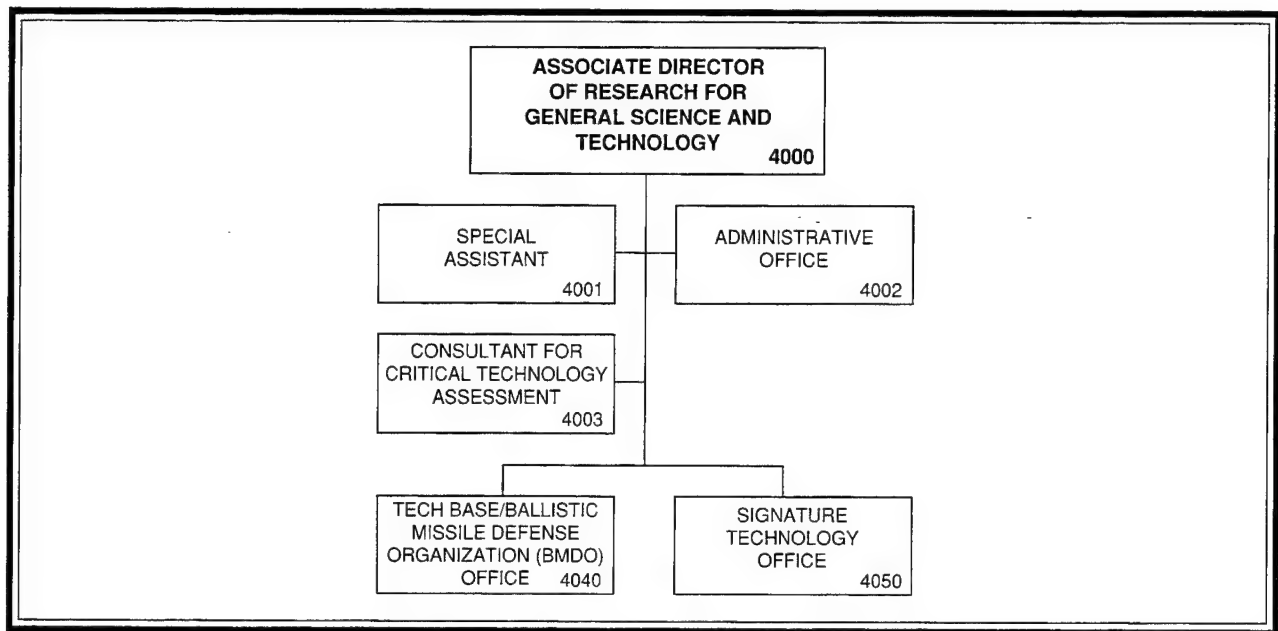 ASSOCIATE DIRECTOR
OF RESEARCH FOR
GENERAL SCIENCE AND
TECHNOLOGY
4000
SPECIAL
ASSISTANT
4001
ADMINISTRATIVE
OFFICE
4002
CONSULTANT FOR
CRITICAL TECHNOLOGY
ASSESSMENT
4003
TECH BASE/BALLISTIC
MISSILE DEFENSE
ORGANIZATION (BMDO)
OFFICE 4040
SIGNATURE
TECHNOLOGY
OFFICE
4050